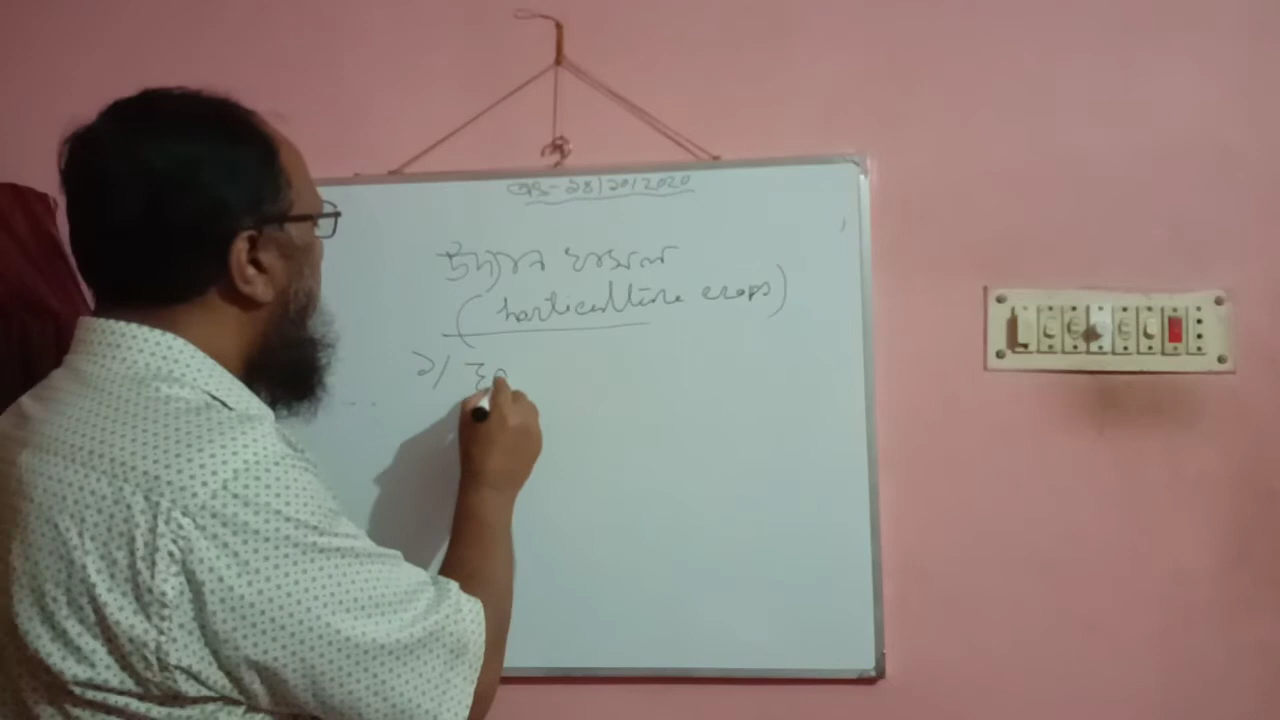 তাং-২৪/১০/২০২০
উদ্যান ফসল
(horticulture crops)
১/ ফু